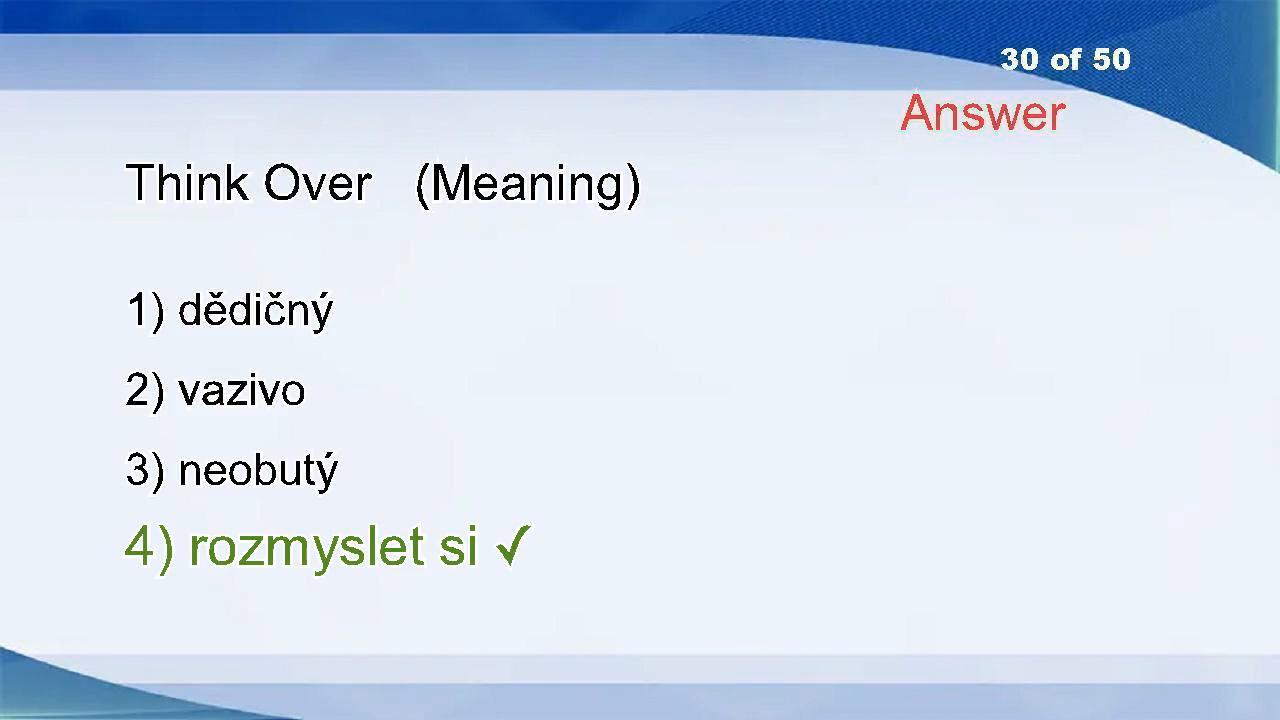 30 of 50
Answer
Think Over (Meaning)
1) dědičný
2) vazivo
3) neobutý
4) rozmyslet si ✓